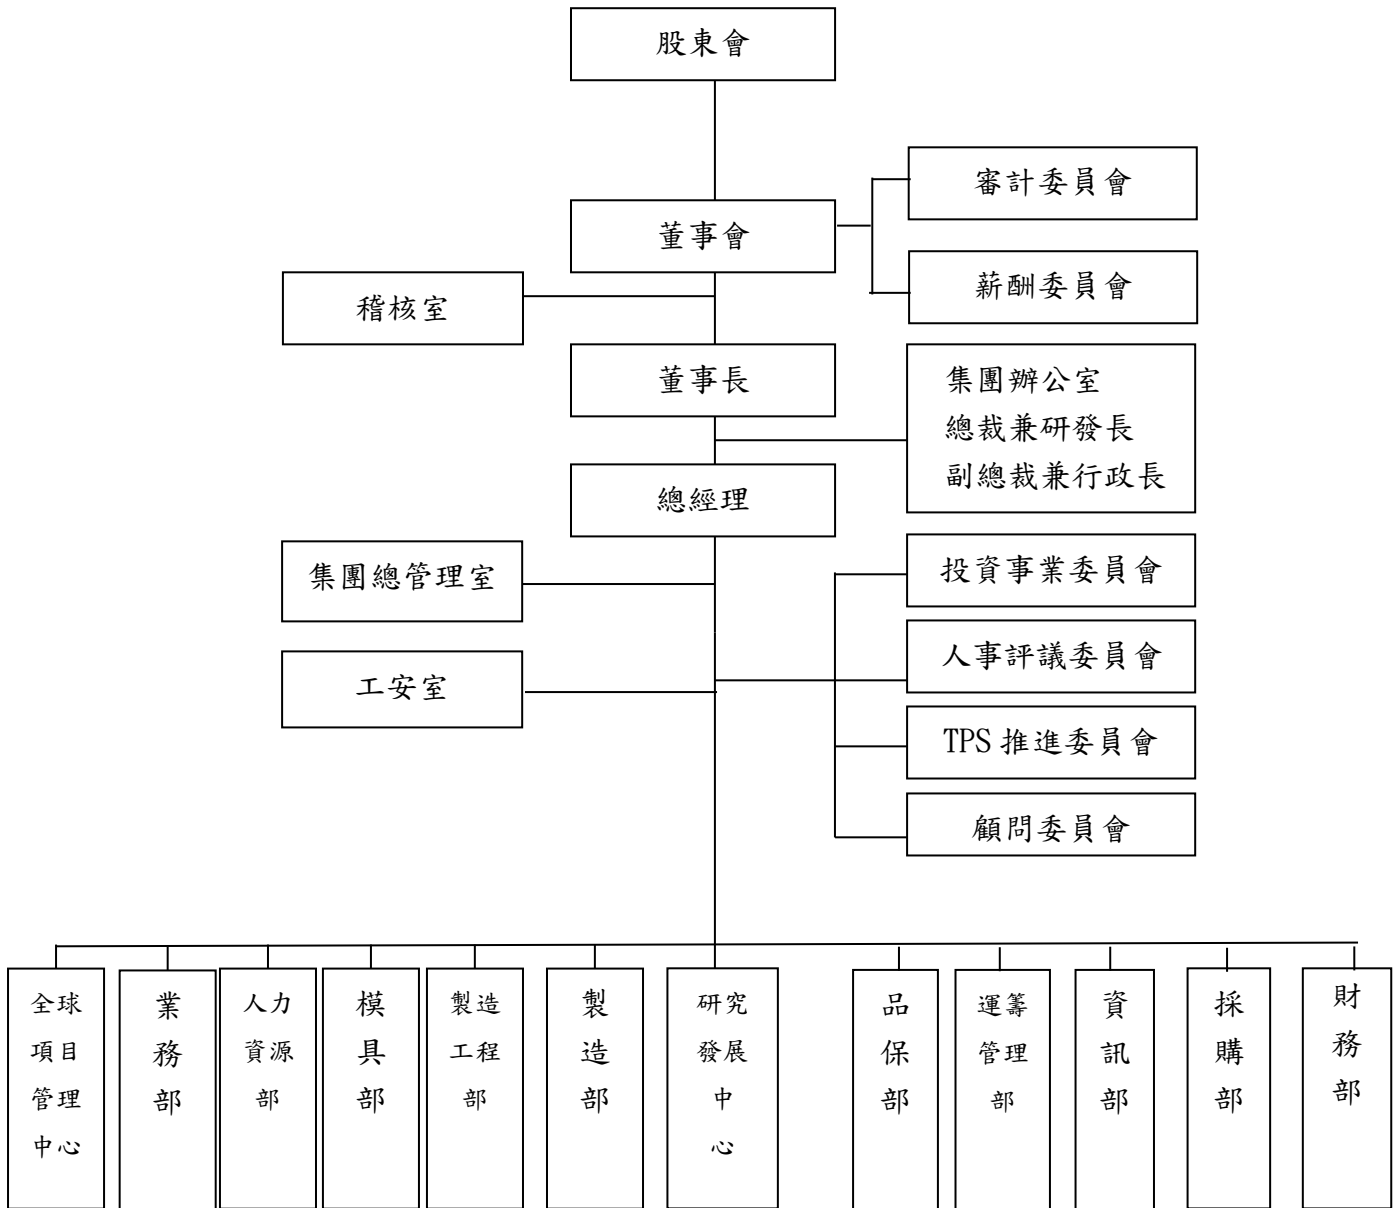 股東會
審計委員會
董事會
薪酬委員會
稽核室
董事長
集團辦公室
總裁兼研發長
副總裁兼行政長
總經理
集團總管理室
投資事業委員會
人事評議委員會
工安室
TPS 推進委員會
顧問委員會
全球
項目
管理
中心
業
務
部
人力
資源
部
模
具
部
製造
工程
部
製
造
部
研究
發展
中
心
品
保
部
運籌
管理
部
資
訊
部
採
購
部
財
務
部